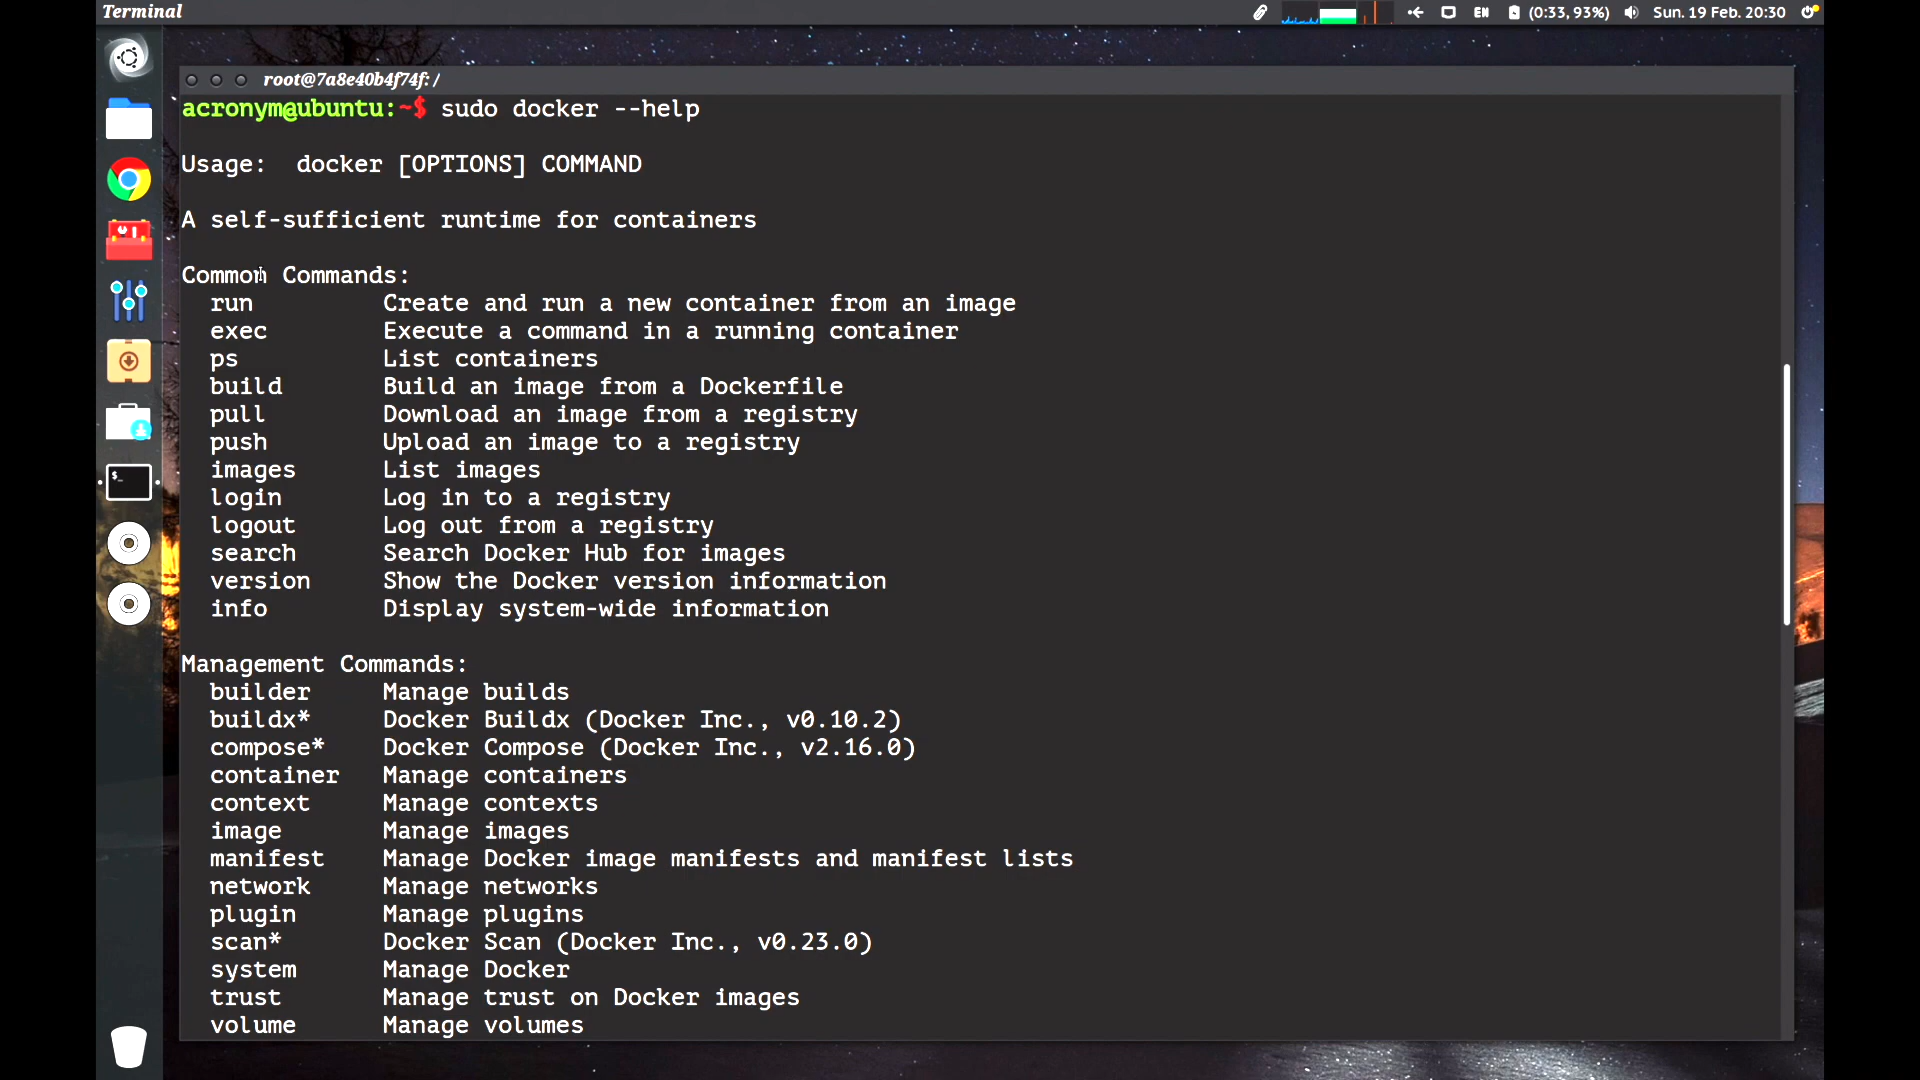 Terminal
EN
(0:33, 93%)
Sun. 19 Feb. 20:30
root@7a8e40b4f74f: /
acronym@ubuntu:~$ sudo docker --help
Usage:  docker [OPTIONS] COMMAND
A self-sufficient runtime for containers
Common Commands:
run         Create and run a new container from an image
exec        Execute a command in a running container
ps          List containers
build       Build an image from a Dockerfile
pull        Download an image from a registry
push        Upload an image to a registry
images      List images
login       Log in to a registry
logout      Log out from a registry
search      Search Docker Hub for images
version     Show the Docker version information
info        Display system-wide information
Management Commands:
builder     Manage builds
buildx*     Docker Buildx (Docker Inc., v0.10.2)
compose*    Docker Compose (Docker Inc., v2.16.0)
container   Manage containers
context     Manage contexts
image       Manage images
manifest    Manage Docker image manifests and manifest lists
network     Manage networks
plugin      Manage plugins
scan*       Docker Scan (Docker Inc., v0.23.0)
system      Manage Docker
trust       Manage trust on Docker images
volume      Manage volumes